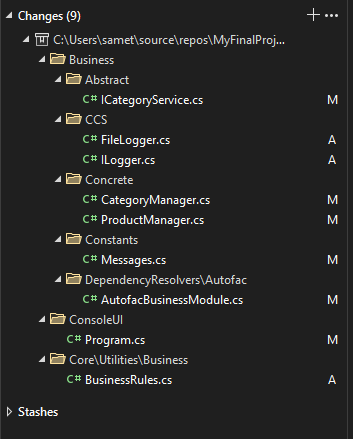 Changes (9)
C:\Users\samet\source\repos\MyFinalProj...
Business
Abstract
C# ICategoryService.cs M
CCS
C# FileLogger.cs A
C# ILogger.cs A
Concrete
C# CategoryManager.cs M
C# ProductManager.cs M
Constants
C# Messages.cs M
DependencyResolvers\Autofac
C# AutofacBusinessModule.cs M
ConsoleUI
C# Program.cs M
Core\Utilities\Business
C# BusinessRules.cs A
Stashes